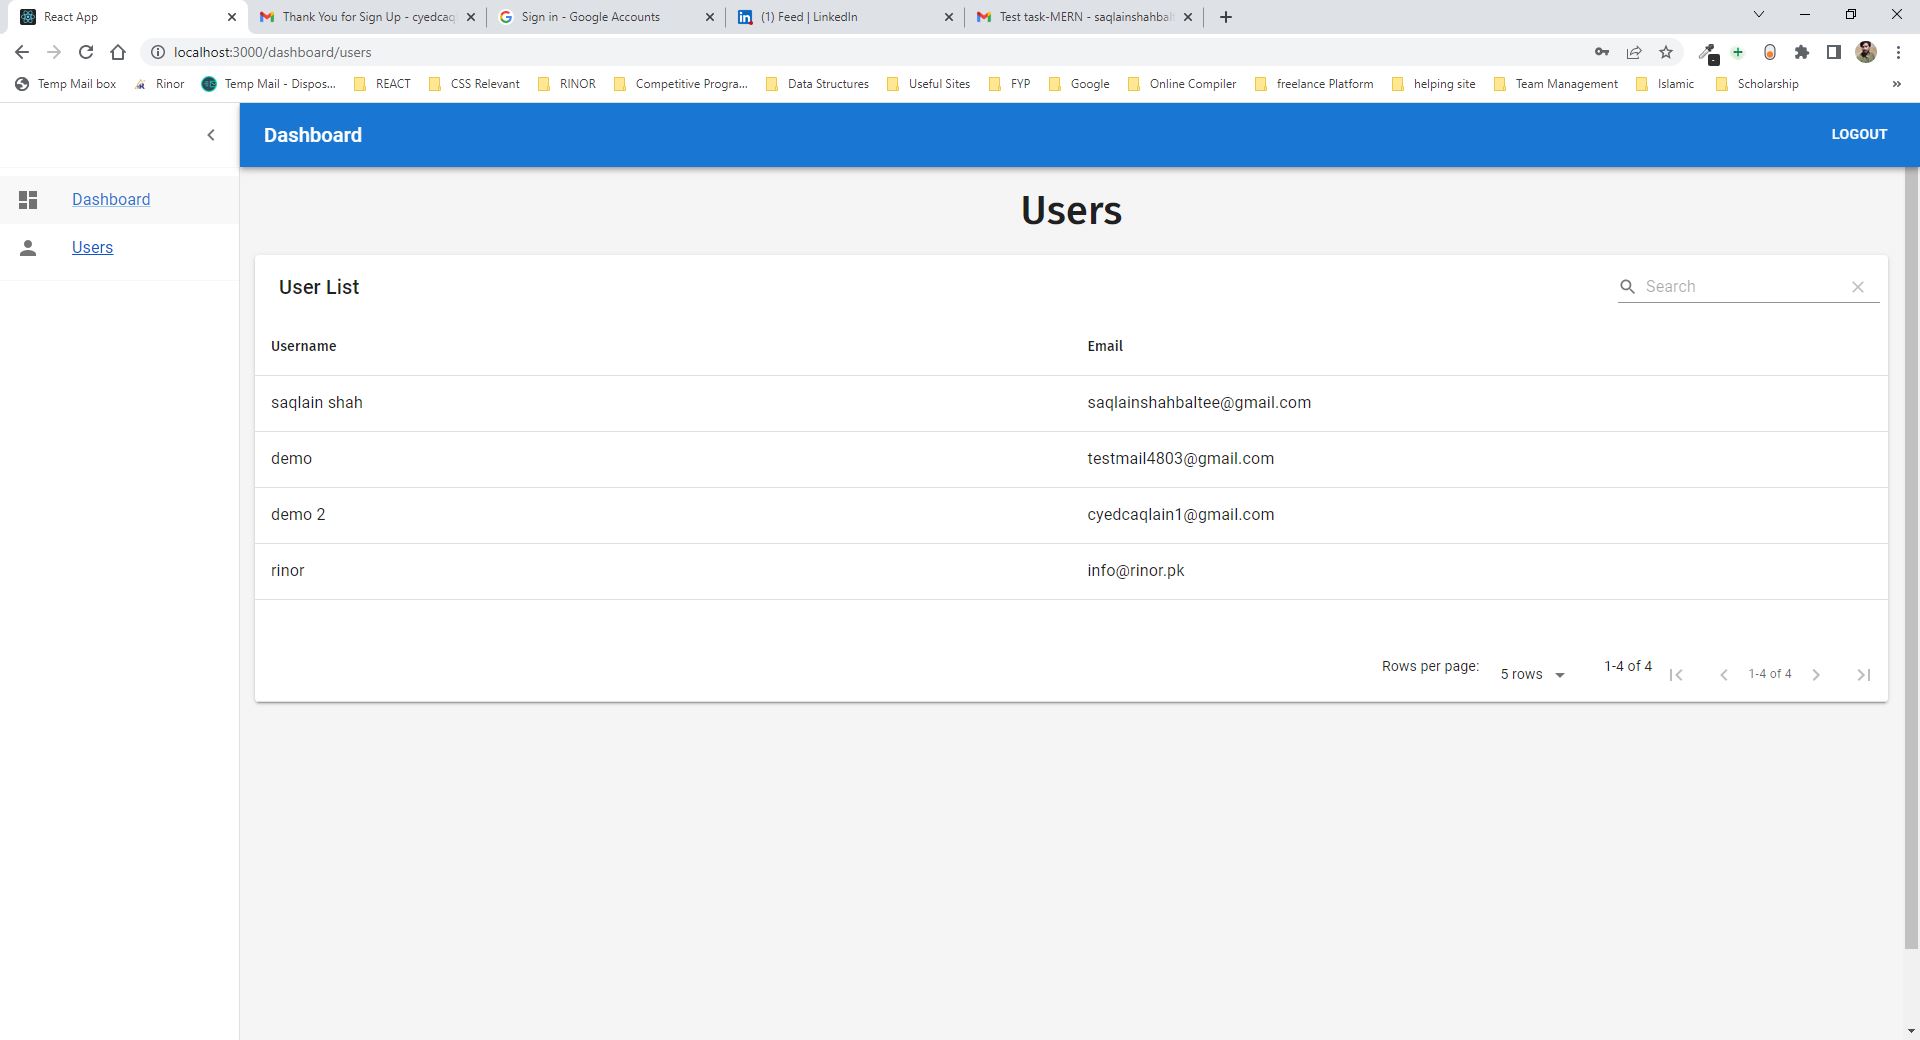 React App
Thank You for Sign Up - cyedcaql
Sign in - Google Accounts
(1) Feed | LinkedIn
Test task-MERN - saqlainshahbalt
localhost:3000/dashboard/users
Temp Mail box
Rinor
Temp Mail - Dispos...
REACT
CSS Relevant
RINOR
Competitive Progra...
Data Structures
Useful Sites
FYP
Google
Online Compiler
freelance Platform
helping site
Team Management
Islamic
Scholarship
Dashboard
LOGOUT
Dashboard
Users
Users
User List
Search
Username Email
saqlain shah saqlainshahbaltee@gmail.com
demo testmail4803@gmail.com
demo 2 cyedcaqlain1@gmail.com
rinor info@rinor.pk
Rows per page: 5 rows 1-4 of 4 1-4 of 4